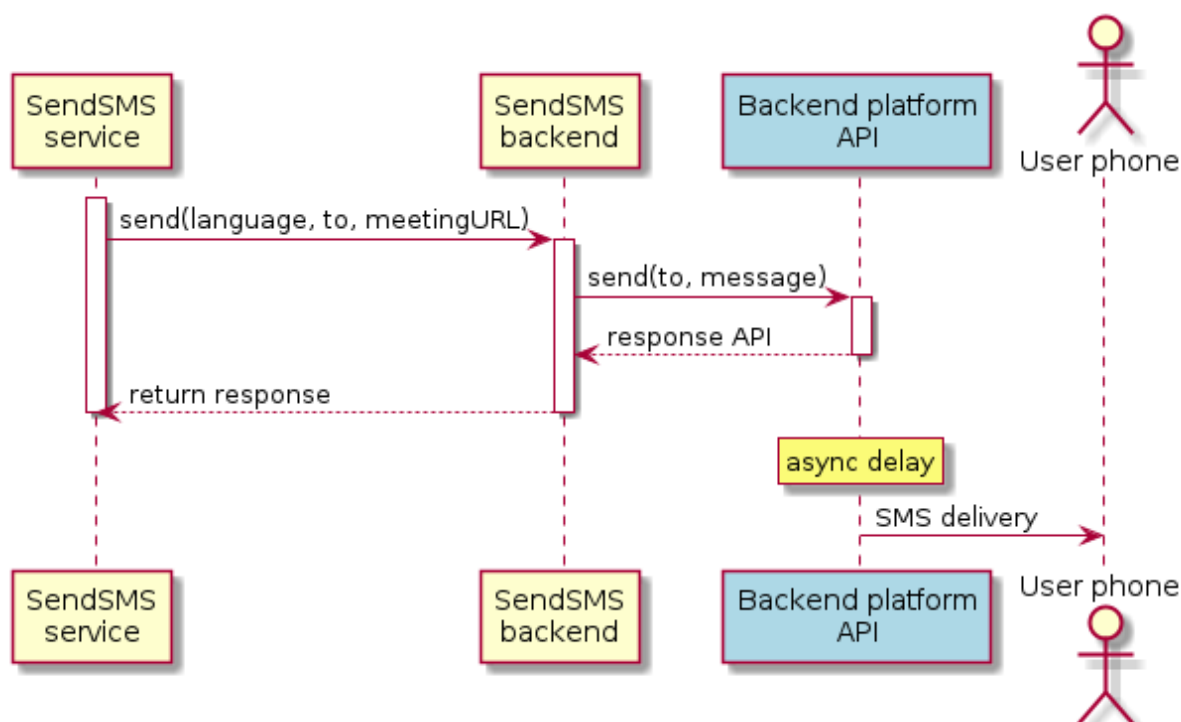 SendSMS
service
SendSMS
backend
Backend platform
API
User phone
send(language, to, meetingURL)
send(to, message)
response API
return response
async delay
SMS delivery
SendSMS
service
SendSMS
backend
Backend platform
API
User phone